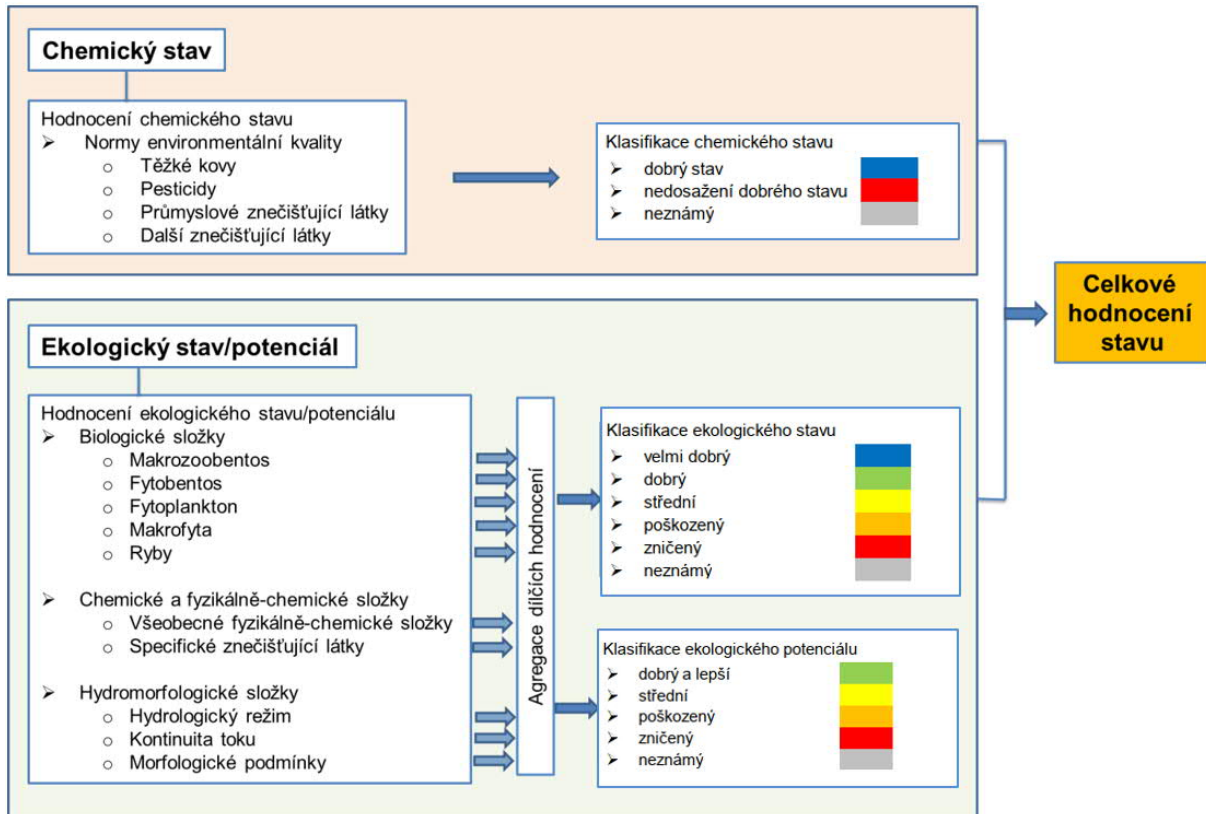 Chemický stav
Hodnocení chemického stavu
➢ Normy environmentální kvality
o Těžké kovy
o Pesticidy
o Průmyslové znečišťující látky
o Další znečišťující látky
Klasifikace chemického stavu
➢ dobrý stav
➢ nedosažení dobrého stavu
➢ neznámý
Celkové
hodnocení
stavu
Ekologický stav/potenciál
Hodnocení ekologického stavu/potenciálu
➢ Biologické složky
o Makrozoobentos
o Fytobentos
o Fytoplankton
o Makrofyta
o Ryby
➢ Chemické a fyzikálně-chemické složky
o Všeobecné fyzikálně-chemické složky
o Specifické znečišťující látky
➢ Hydromorfologické složky
o Hydrologický režim
o Kontinuita toku
o Morfologické podmínky
Agregace dílčích hodnocení
Klasifikace ekologického stavu
➢ velmi dobrý
➢ dobrý
➢ střední
➢ poškozený
➢ zničený
➢ neznámý
Klasifikace ekologického potenciálu
➢ dobrý a lepší
➢ střední
➢ poškozený
➢ zničený
➢ neznámý